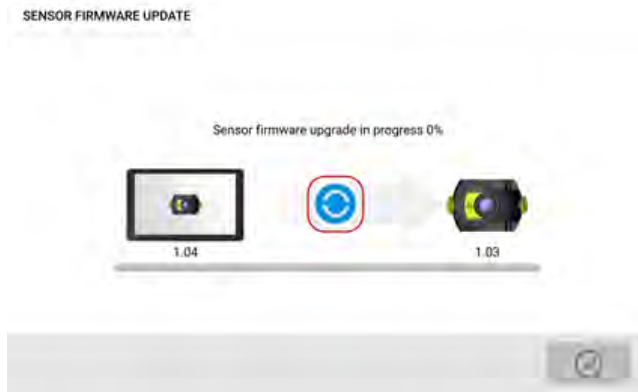 SENSOR FIRMWARE UPDATE
Sensor firmware upgrade in progress 0%
1.04
1.03